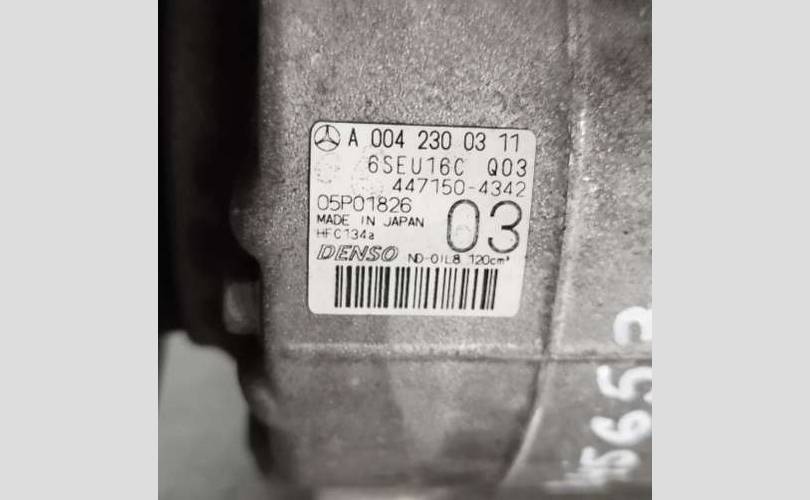 A 004 230 03 11
6SEU16C Q03
447150-4342
05P01826
MADE IN JAPAN
03
HFC134a
DENSO ND-OIL8 120cm³